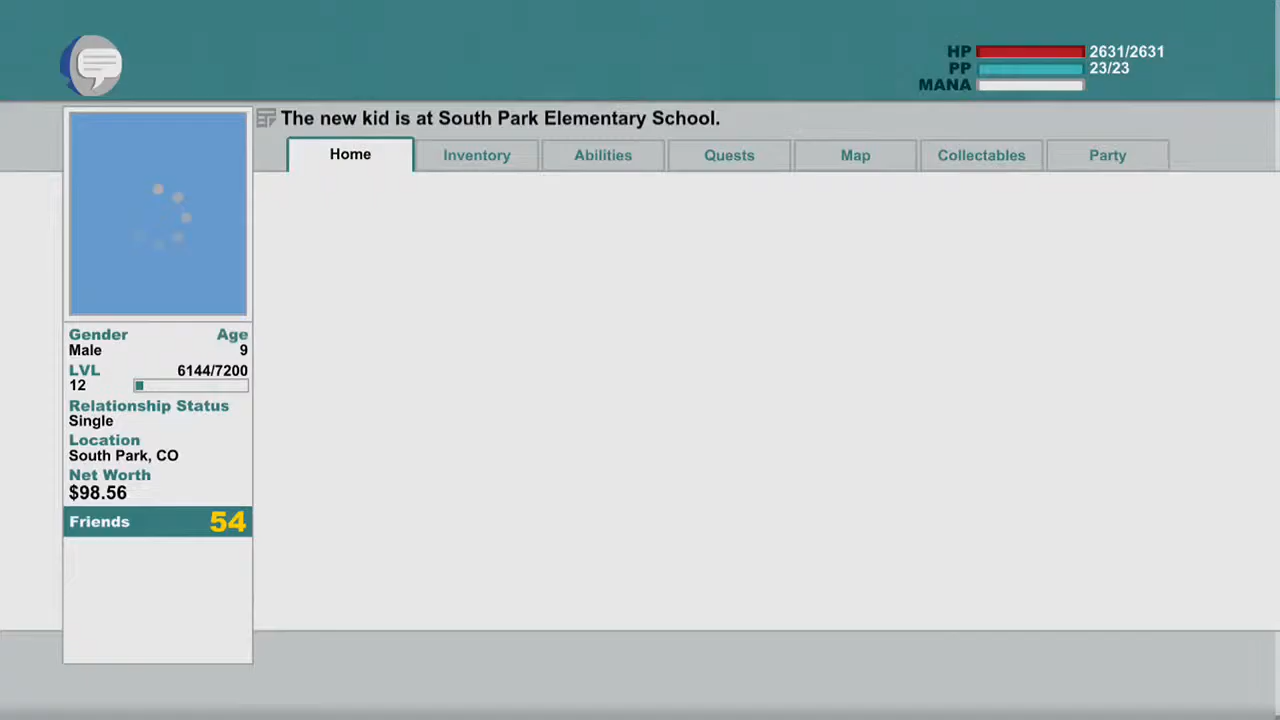 HP 2631/2631
PP 23/23
MANA
The new kid is at South Park Elementary School.
Home Inventory Abilities Quests Map Collectables Party
Gender Age
Male 9
LVL 6144/7200
12
Relationship Status
Single
Location
South Park, CO
Net Worth
$98.56
Friends 54